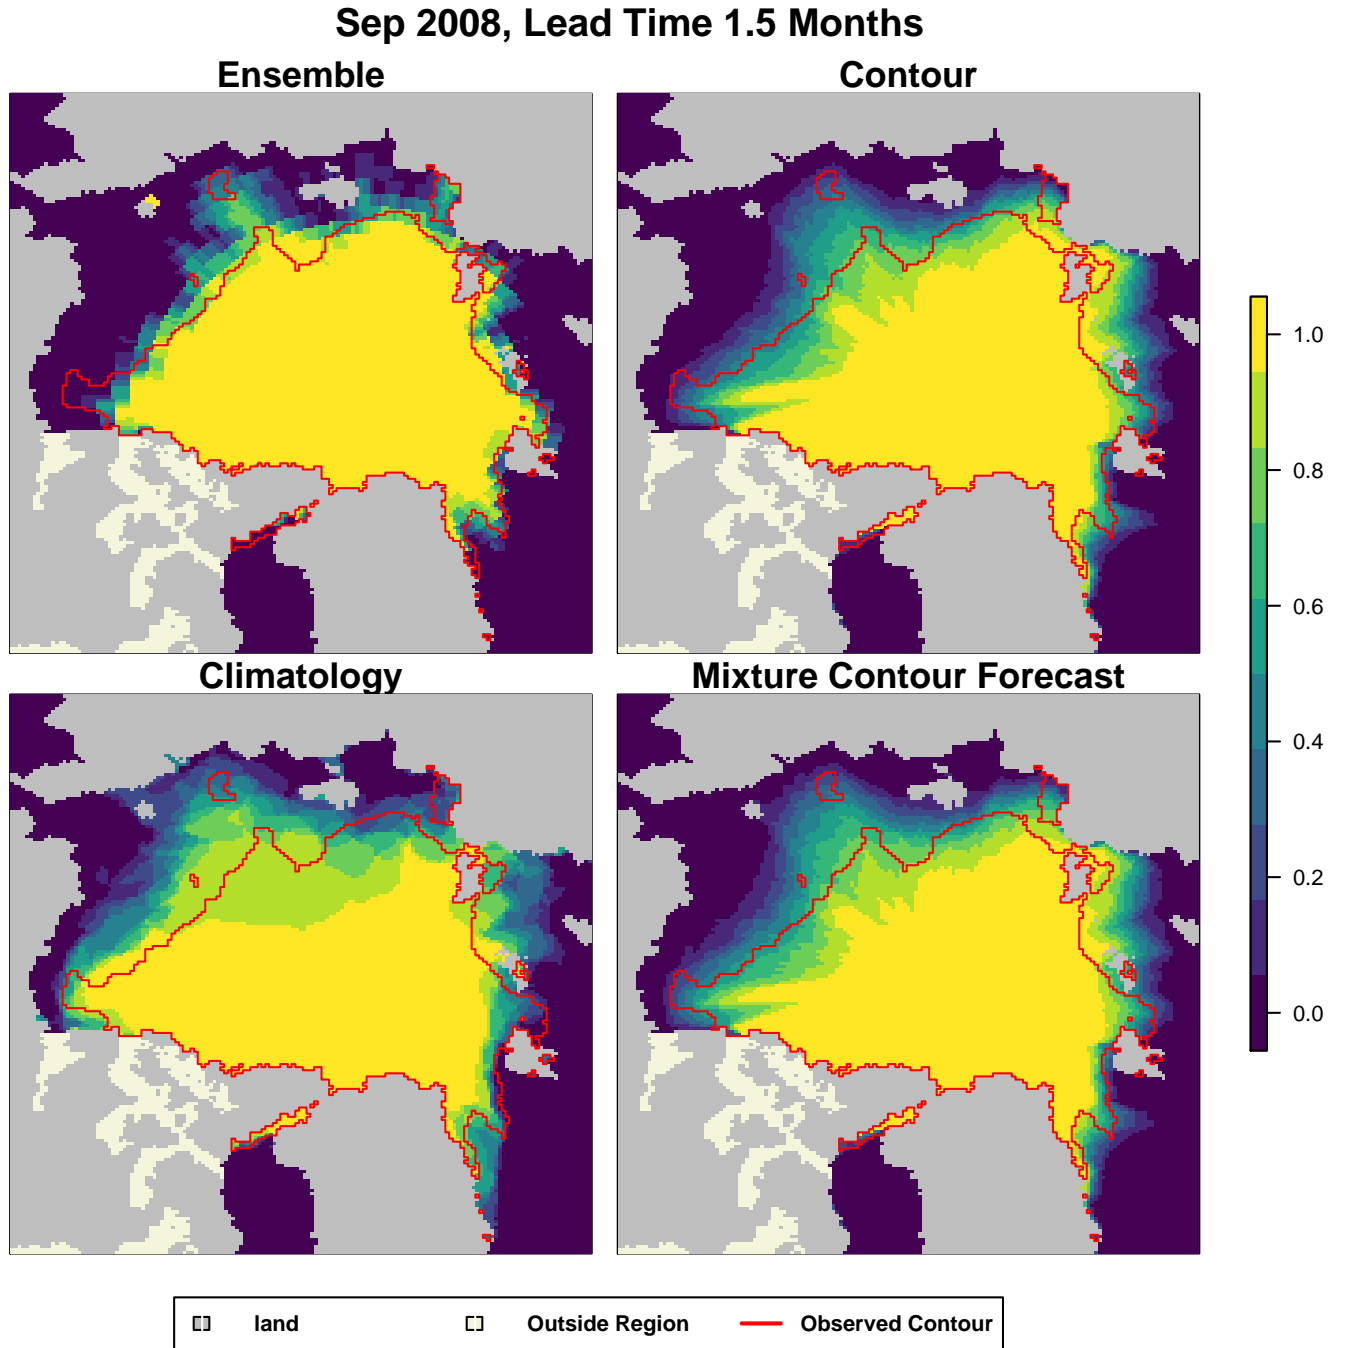 Sep 2008, Lead Time 1.5 Months
Ensemble
Contour
Climatology
Mixture Contour Forecast
1.0
0.8
0.6
0.4
0.2
0.0
land
Outside Region
Observed Contour